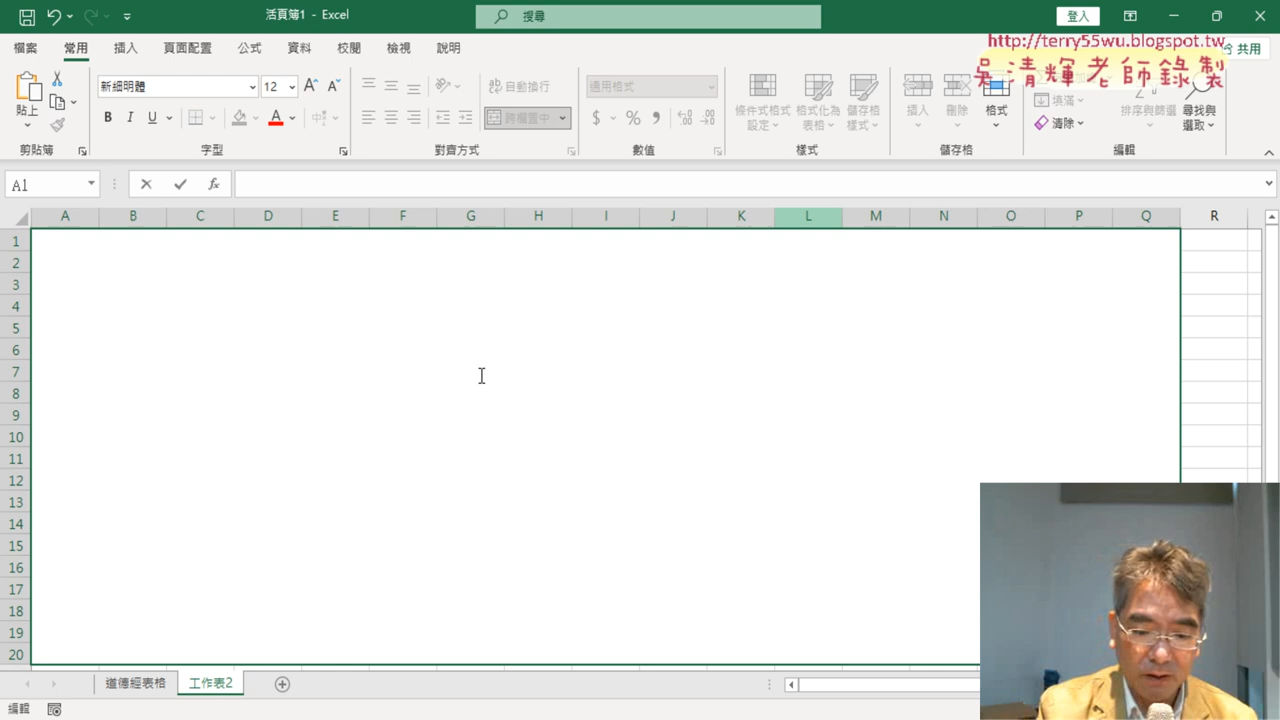 活頁簿1 - Excel
搜尋
登入
檔案 常用 插入 頁面配置 公式 資料 校閱 檢視 說明
http://terry55wu.blogspot.tw
共用
吳清輝老師錄製
貼上
新細明體 12
B I U A
自動換行
跨欄置中
通用格式
$ % ,
條件式格式設定
格式化為表格
儲存格樣式
插入 刪除 格式
填滿
清除
排序與篩選
尋找與選取
剪貼簿 字型 對齊方式 數值 樣式 儲存格 編輯
A1
fx
A B C D E F G H I J K L M N O P Q R
1
2
3
4
5
6
7
8
9
10
11
12
13
14
15
16
17
18
19
20
道德經表格 工作表2
編輯